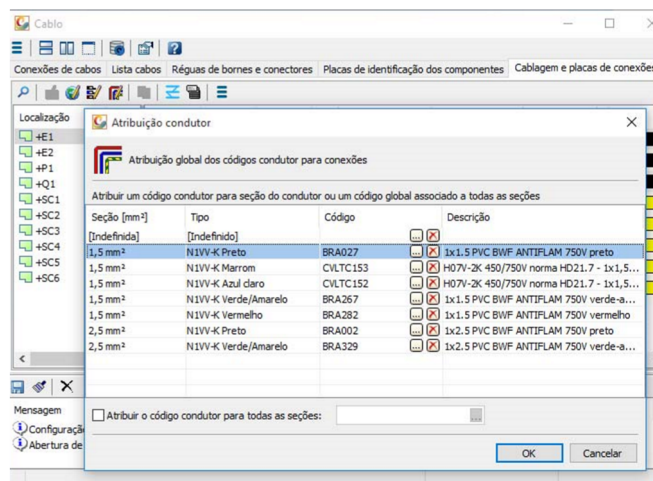 Cablo
Conexões de cabos Lista cabos Réguas de bornes e conectores Placas de identificação dos componentes Cablagem e placas de conexõe
Localização
+E1
+E2
+P1
+Q1
+SC1
+SC2
+SC3
+SC4
+SC5
+SC6
Atribuição condutor
Atribuição global dos códigos condutor para conexões
Atribuir um código condutor para seção do condutor ou um código global associado a todas as seções
Seção [mm²] Tipo Código Descrição
[Indefinida] [Indefinido] ...
1,5 mm² N1VV-K Preto BRA027 ... 1x1.5 PVC BWF ANTIFLAM 750V preto
1,5 mm² N1VV-K Marrom CVLTC153 ... H07V-2K 450/750V norma HD21.7 - 1x1,5...
1,5 mm² N1VV-K Azul claro CVLTC152 ... H07V-2K 450/750V norma HD21.7 - 1x1,5...
1,5 mm² N1VV-K Verde/Amarelo BRA267 ... 1x1.5 PVC BWF ANTIFLAM 750V verde-a...
1,5 mm² N1VV-K Vermelho BRA282 ... 1x1.5 PVC BWF ANTIFLAM 750V vermelho
2,5 mm² N1VV-K Preto BRA002 ... 1x2.5 PVC BWF ANTIFLAM 750V preto
2,5 mm² N1VV-K Verde/Amarelo BRA329 ... 1x2.5 PVC BWF ANTIFLAM 750V verde-a...
Atribuir o código condutor para todas as seções: ...
OK Cancelar
Mensagem
Configuraçã
Abertura de